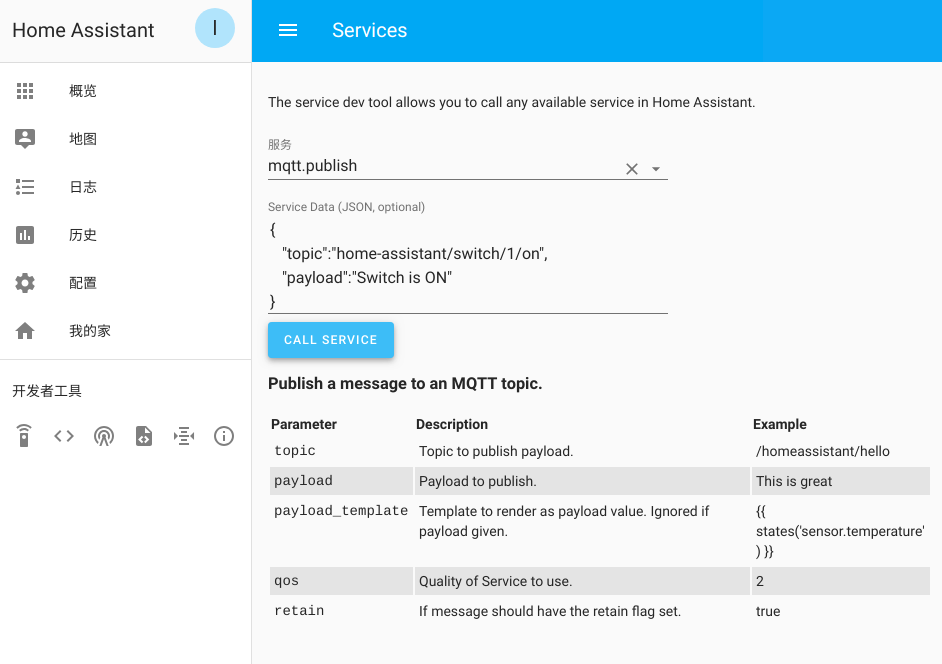 Home Assistant
I
Services
概览
地图
日志
历史
配置
我的家
开发者工具
The service dev tool allows you to call any available service in Home Assistant.
服务
mqtt.publish
Service Data (JSON, optional)
{
"topic":"home-assistant/switch/1/on",
"payload":"Switch is ON"
}
CALL SERVICE
Publish a message to an MQTT topic.
Parameter Description Example
topic Topic to publish payload. /homeassistant/hello
payload Payload to publish. This is great
payload_template Template to render as payload value. Ignored if {{
payload given. states('sensor.temperature'
) }}
qos Quality of Service to use. 2
retain If message should have the retain flag set. true